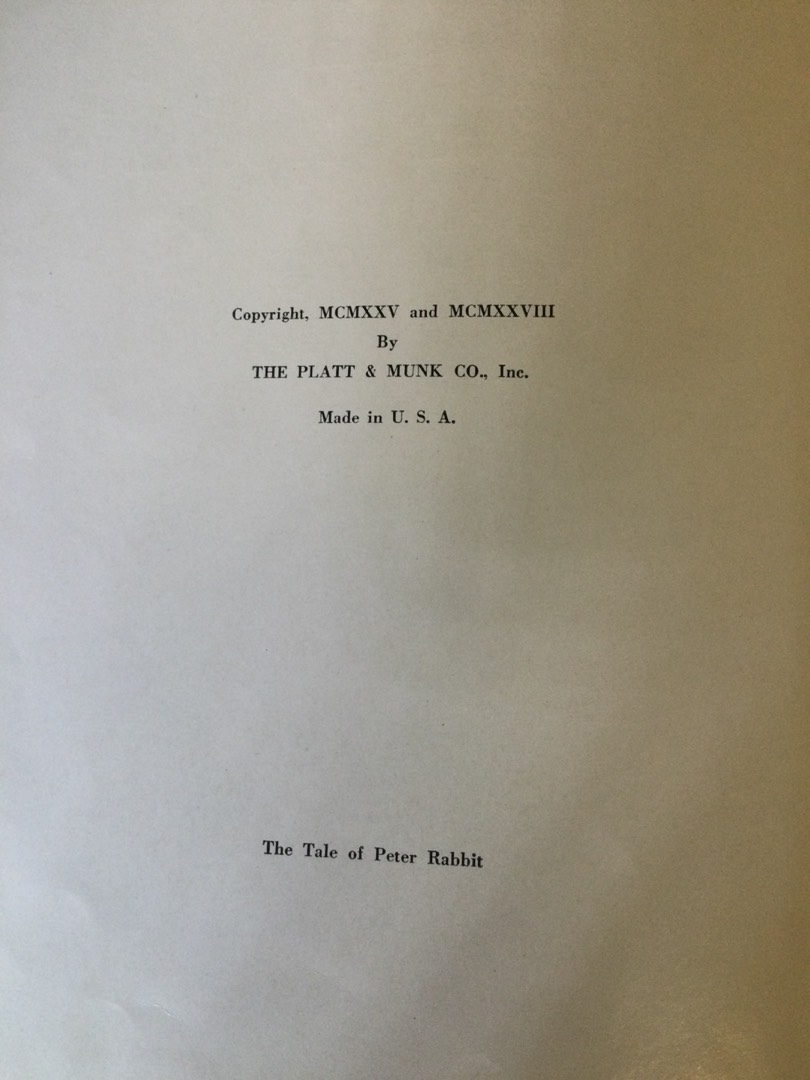 Copyright, MCMXXV and MCMXXVIII
By
THE PLATT & MUNK CO., Inc.
Made in U. S. A.
The Tale of Peter Rabbit